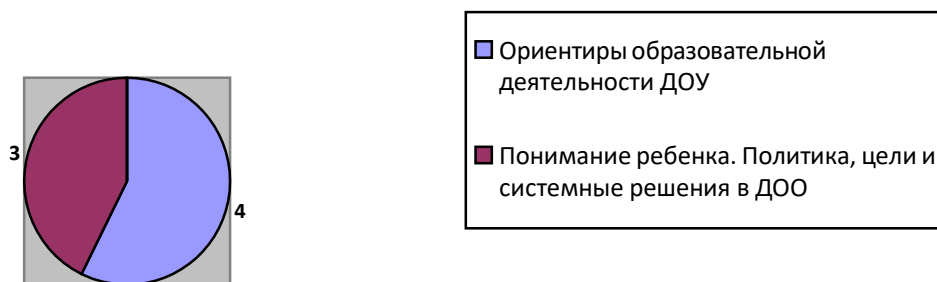 3
4
Ориентиры образовательной
деятельности ДОУ
Понимание ребенка. Политика, цели и
системные решения в ДОО